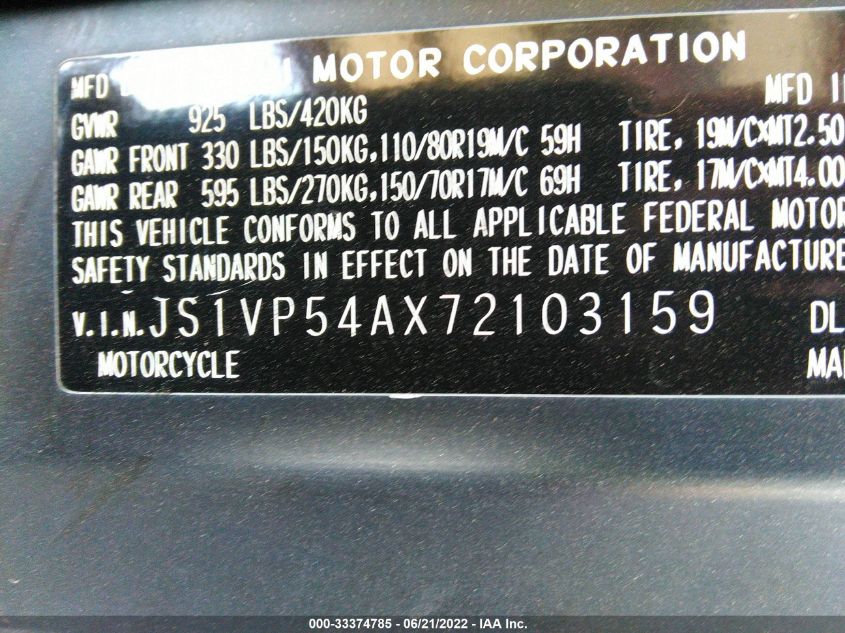 MFD MOTOR CORPORATION MFD
GVWR 925 LBS/420KG
GAWR FRONT 330 LBS/150KG,110/80R19M/C 59H TIRE, 19M/CXMT2.50
GAWR REAR 595 LBS/270KG,150/70R17M/C 69H TIRE, 17M/CXMT4.00
THIS VEHICLE CONFORMS TO ALL APPLICABLE FEDERAL MOTOR
SAFETY STANDARDS IN EFFECT ON THE DATE OF MANUFACTURE
V.I.N.JS1VP54AX72103159 DL
MOTORCYCLE
000-33374785 - 06/21/2022 - IAA Inc.